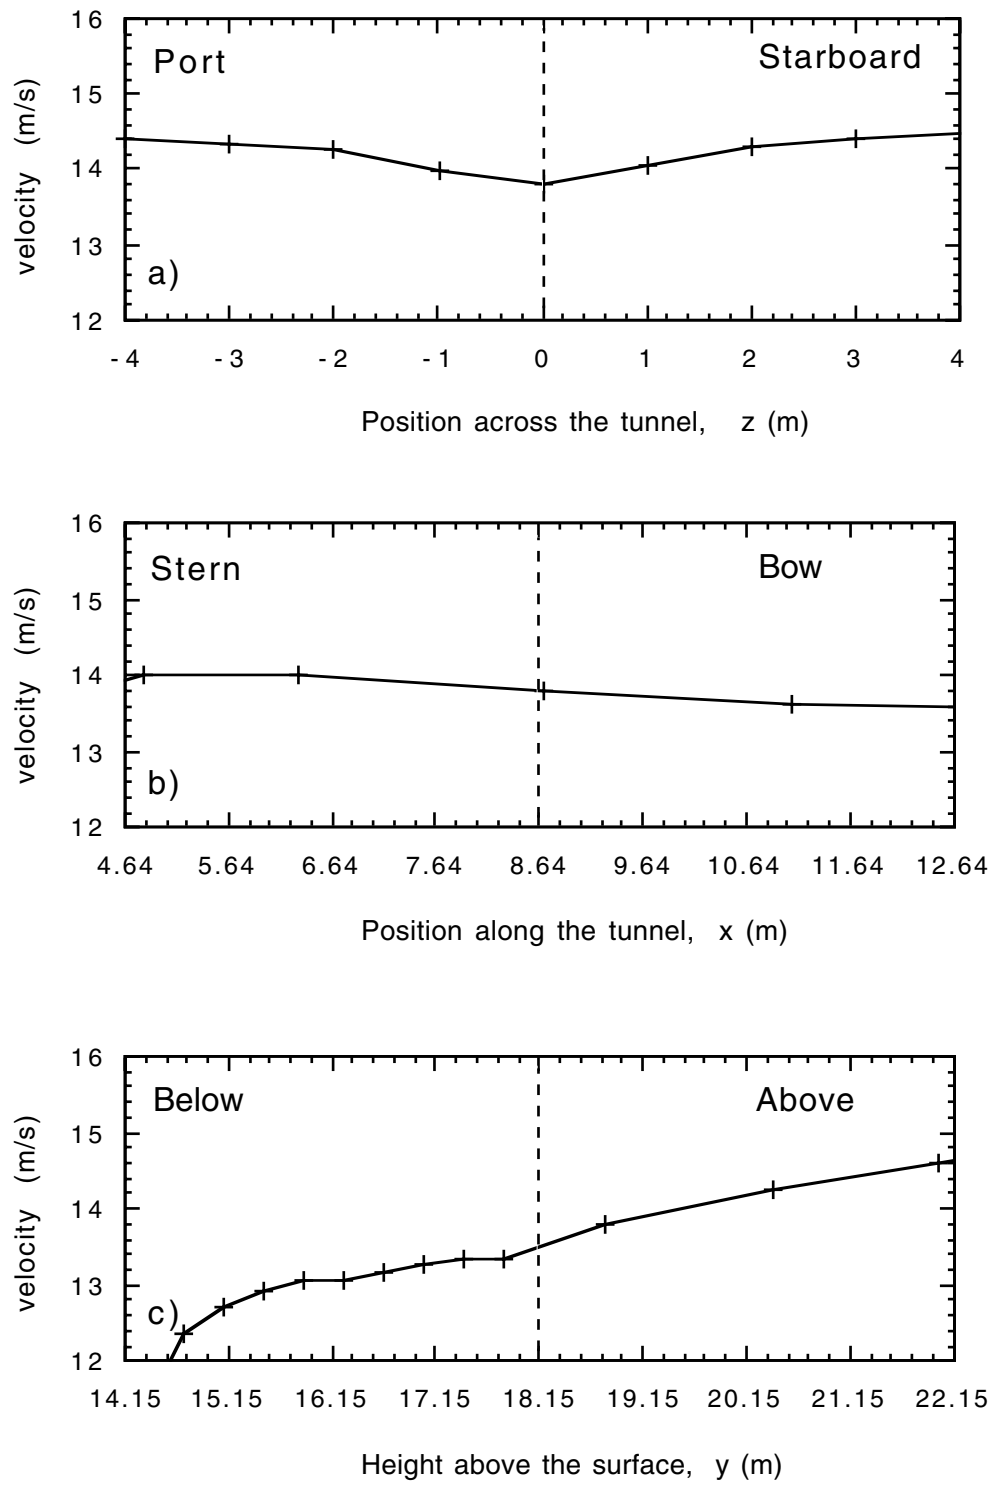 16
Port
Starboard
15
velocity (m/s)
14
13
a)
12
-4 -3 -2 -1 0 1 2 3 4
Position across the tunnel, z (m)
16
Stern
Bow
15
velocity (m/s)
14
13
b)
12
4.64 5.64 6.64 7.64 8.64 9.64 10.64 11.64 12.64
Position along the tunnel, x (m)
16
Below
Above
15
velocity (m/s)
14
13
c)
12
14.15 15.15 16.15 17.15 18.15 19.15 20.15 21.15 22.15
Height above the surface, y (m)